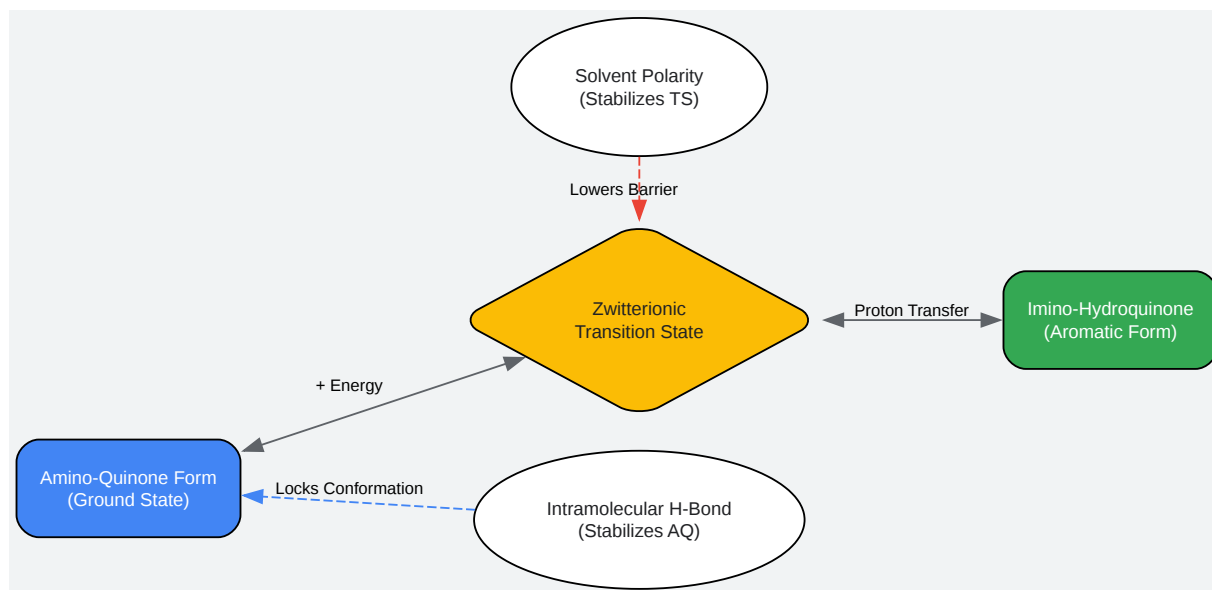 Solvent Polarity
(Stabilizes TS)
Lowers Barrier
Zwitterionic
Transition State
Proton Transfer
Imino-Hydroquinone
(Aromatic Form)
+ Energy
Amino-Quinone Form
(Ground State)
Locks Conformation
Intramolecular H-Bond
(Stabilizes AQ)